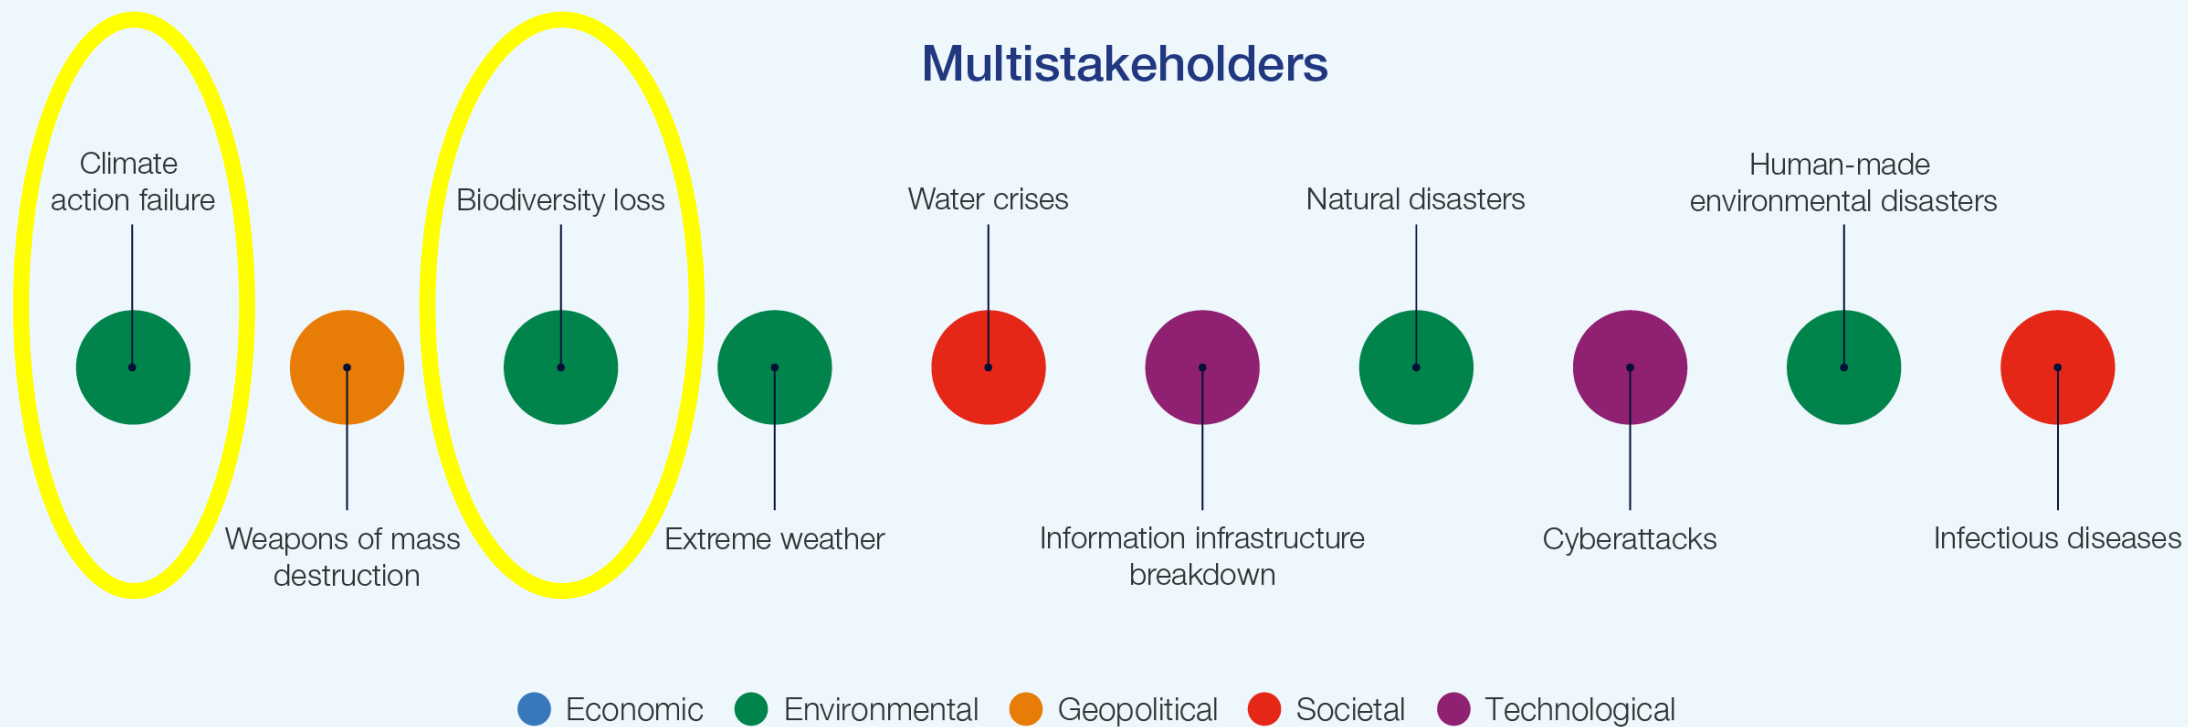 Multistakeholders
Climate
action failure
Biodiversity loss
Water crises
Natural disasters
Human-made
environmental disasters
Weapons of mass
destruction
Extreme weather
Information infrastructure
breakdown
Cyberattacks
Infectious diseases
Economic
Environmental
Geopolitical
Societal
Technological